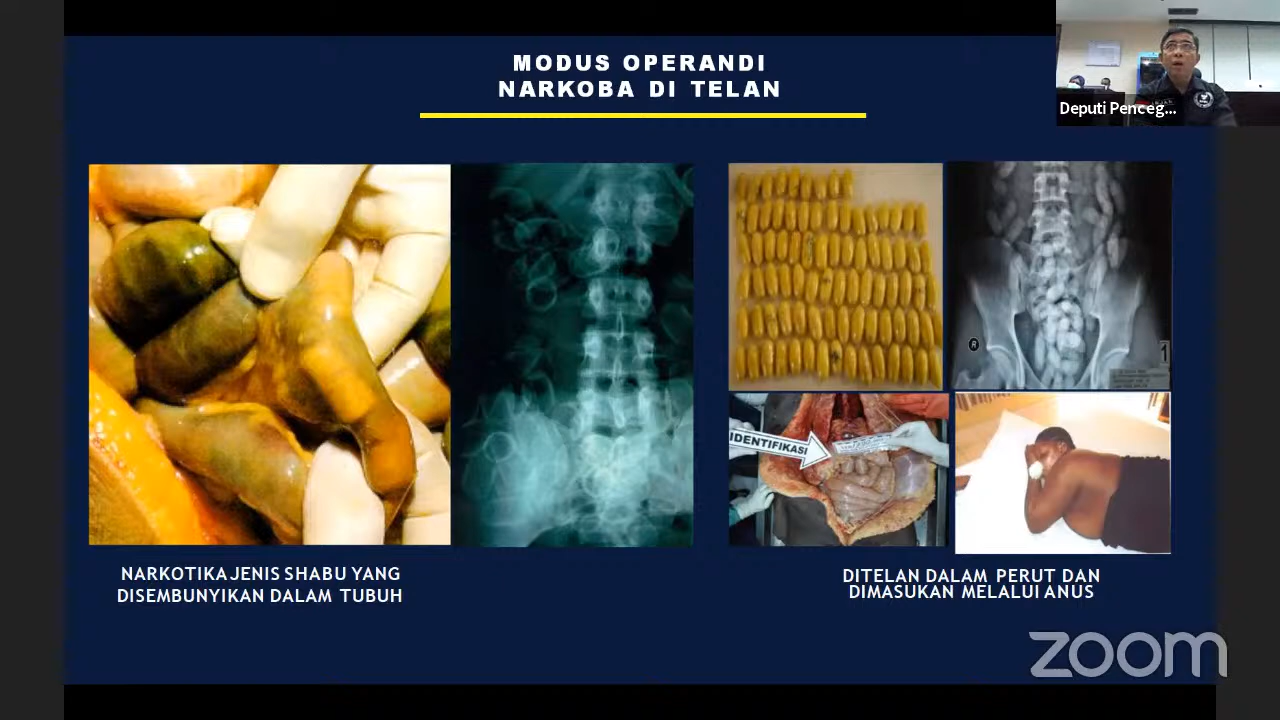 MODUS OPERANDI
NARKOBA DI TELAN
Deputi Penceg...
IDENTIFIKASI
R
1
NARKOTIKA JENIS SHABU YANG
DISEMBUNYIKAN DALAM TUBUH
DITELAN DALAM PERUT DAN
DIMASUKAN MELALUI ANUS
zoom